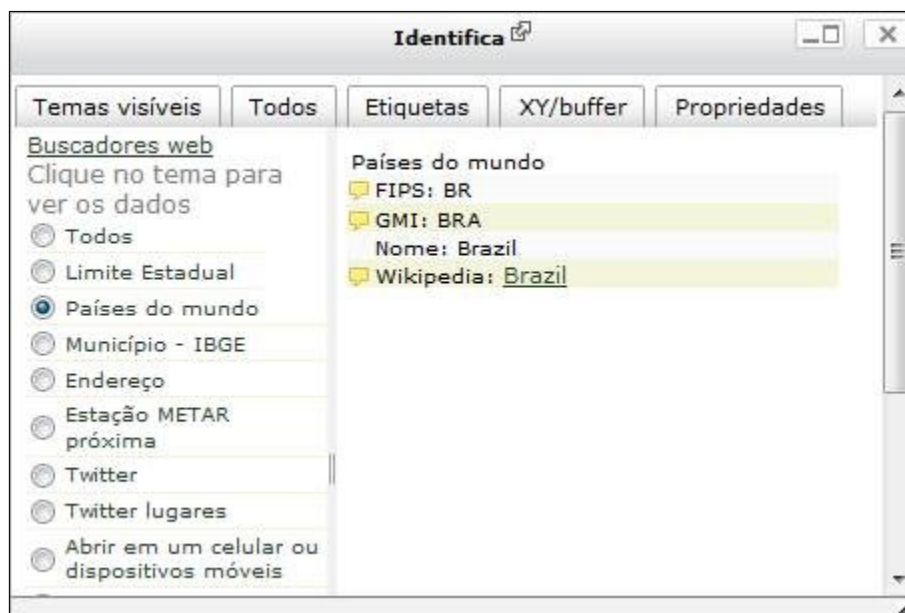 Identifica
Temas visíveis
Todos
Etiquetas
XY/buffer
Propriedades
Buscadores web
Clique no tema para
ver os dados
Todos
Limite Estadual
Países do mundo
Município - IBGE
Endereço
Estação METAR
próxima
Twitter
Twitter lugares
Abrir em um celular ou
dispositivos móveis
Países do mundo
FIPS: BR
GMI: BRA
Nome: Brazil
Wikipedia: Brazil